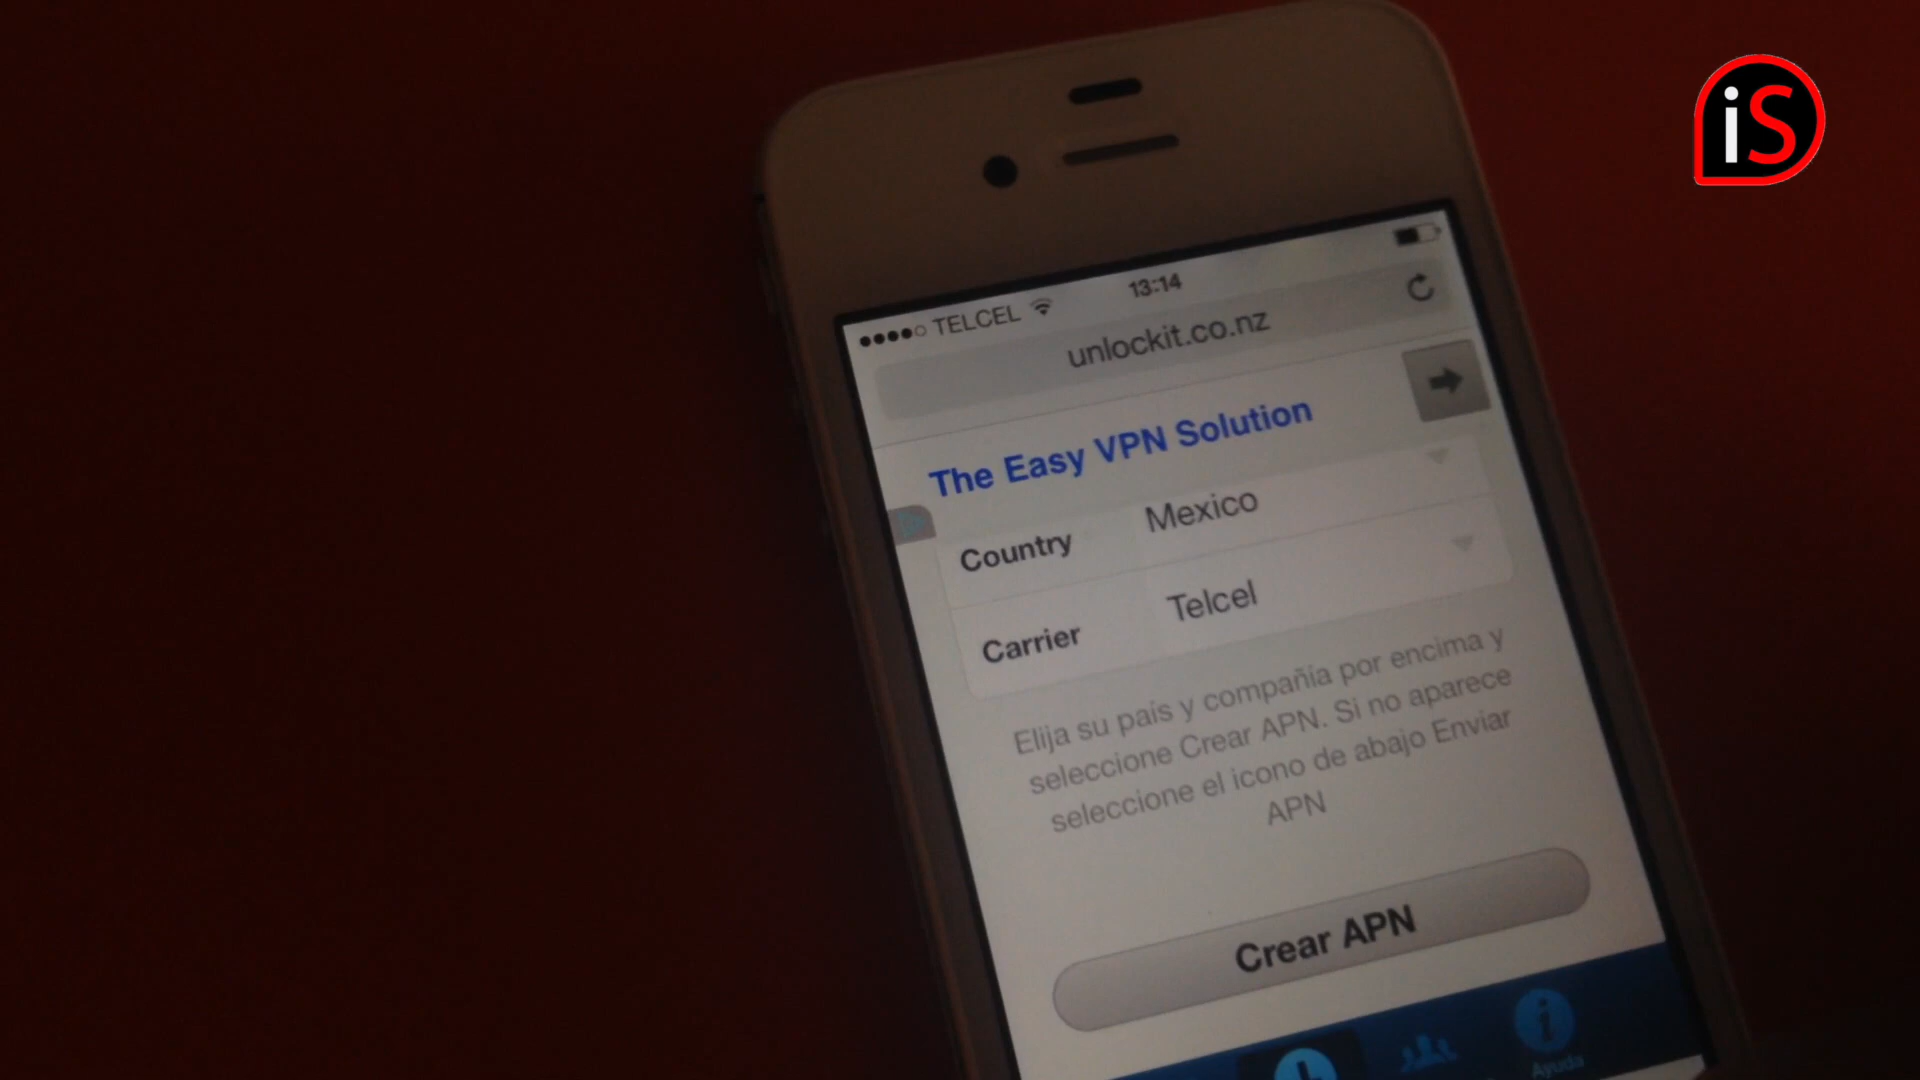 iS
TELCEL 13:14
unlockit.co.nz
The Easy VPN Solution
Country Mexico
Carrier Telcel
Elija su país y compañía por encima y
seleccione Crear APN. Si no aparece
seleccione el icono de abajo Enviar
APN
Crear APN
Ayuda